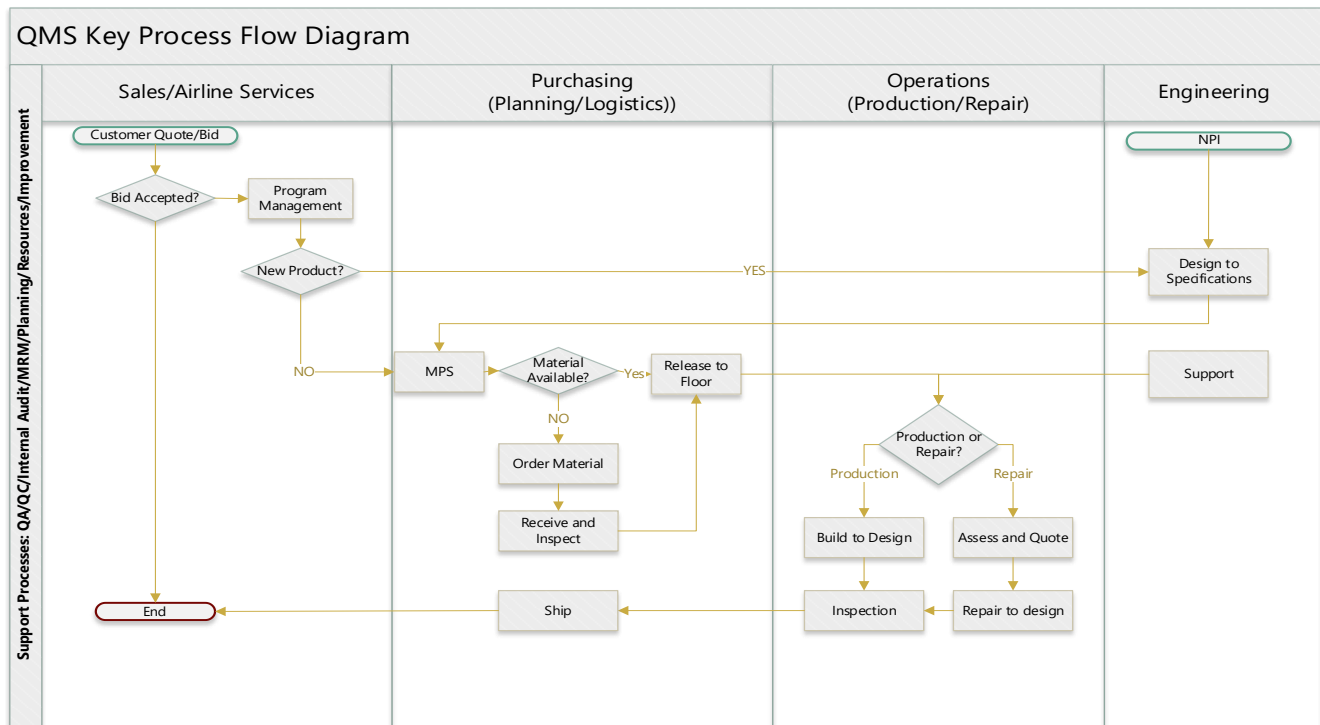 QMS Key Process Flow Diagram
Support Processes: QA/QC/Internal Audit/MRM/Planning/Resources/Improvement
Sales/Airline Services
Purchasing
(Planning/Logistics))
Operations
(Production/Repair)
Engineering
Customer Quote/Bid
NPI
Bid Accepted?
Program
Management
New Product?
YES
Design to
Specifications
NO
MPS
Material
Available?
Yes
Release to
Floor
Support
NO
Production or
Repair?
Order Material
Production
Repair
Receive and
Inspect
Build to Design
Assess and Quote
End
Ship
Inspection
Repair to design